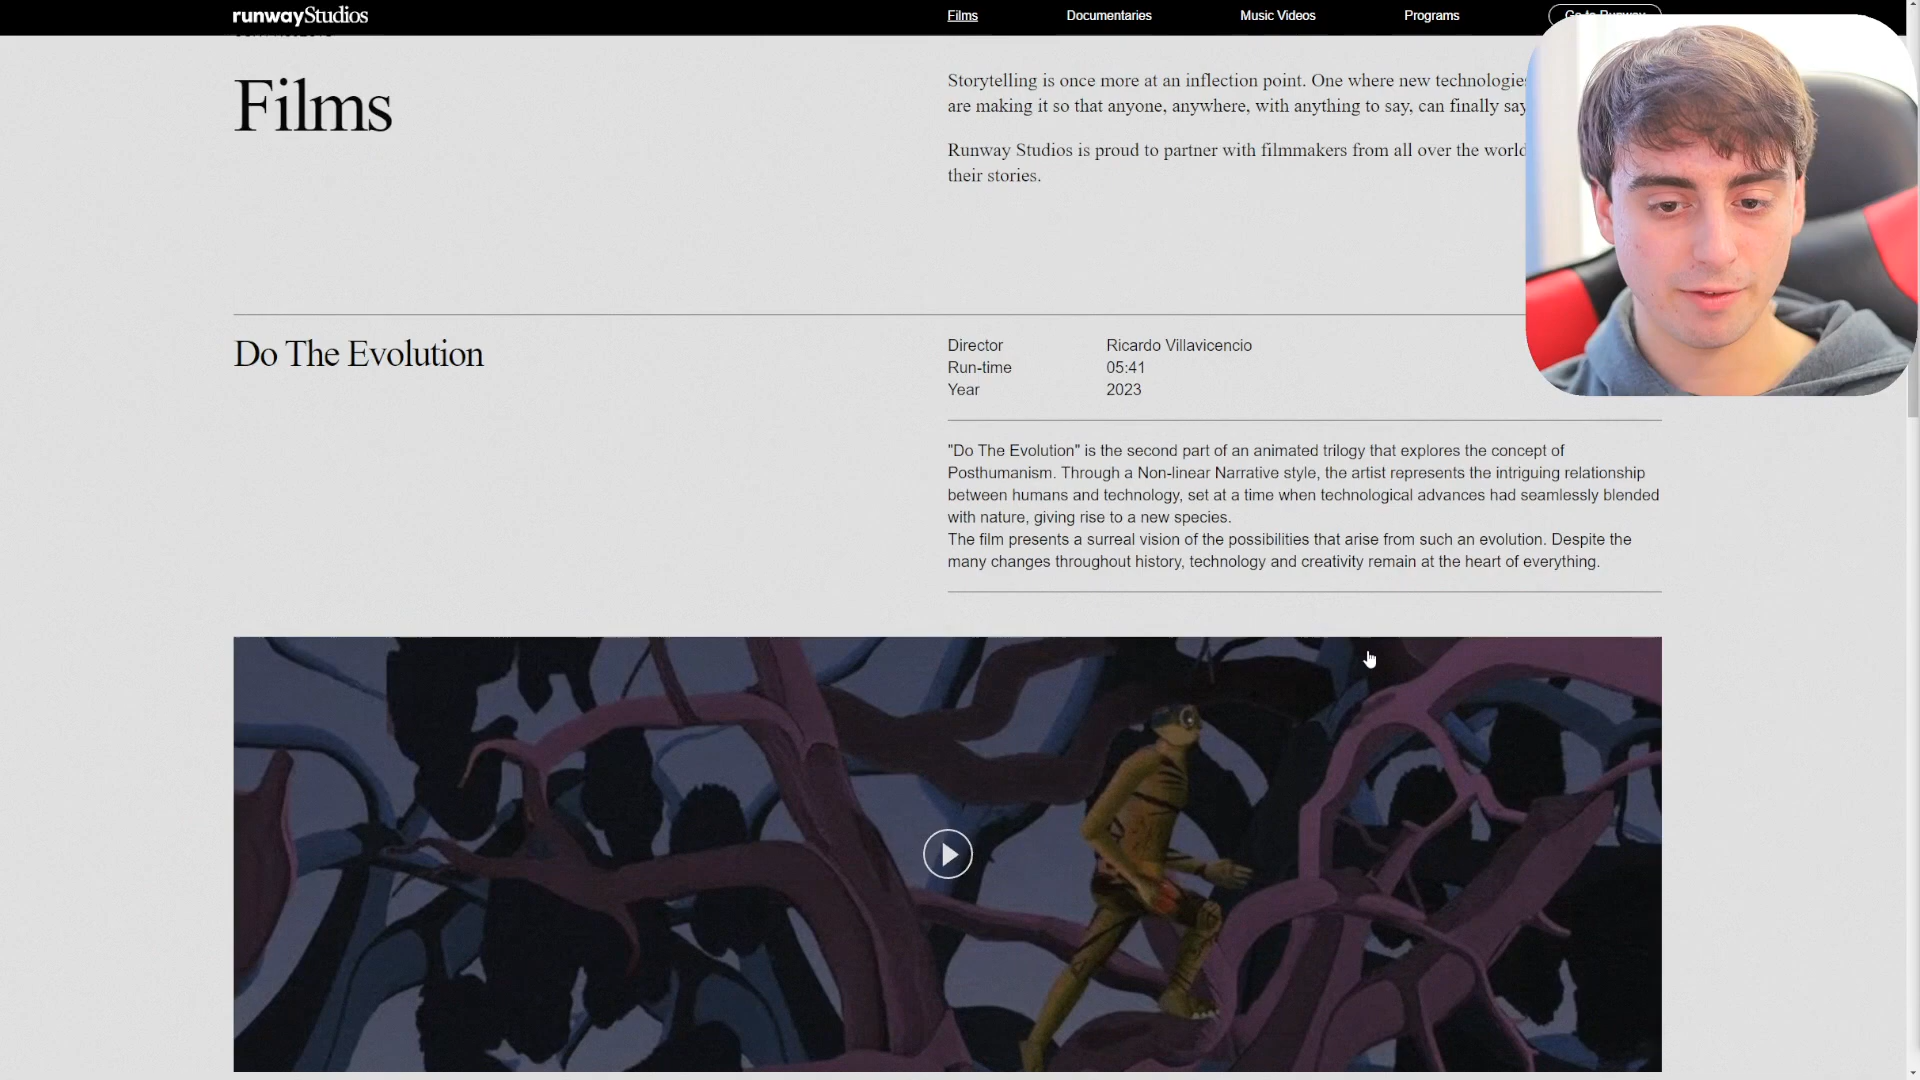 runwayStudios
Films
Documentaries
Music Videos
Programs
Films
Storytelling is once more at an inflection point. One where new technologies
are making it so that anyone, anywhere, with anything to say, can finally say
Runway Studios is proud to partner with filmmakers from all over the world
their stories.
Do The Evolution
Director Ricardo Villavicencio
Run-time 05:41
Year 2023
"Do The Evolution" is the second part of an animated trilogy that explores the concept of
Posthumanism. Through a Non-linear Narrative style, the artist represents the intriguing relationship
between humans and technology, set at a time when technological advances had seamlessly blended
with nature, giving rise to a new species.
The film presents a surreal vision of the possibilities that arise from such an evolution. Despite the
many changes throughout history, technology and creativity remain at the heart of everything.